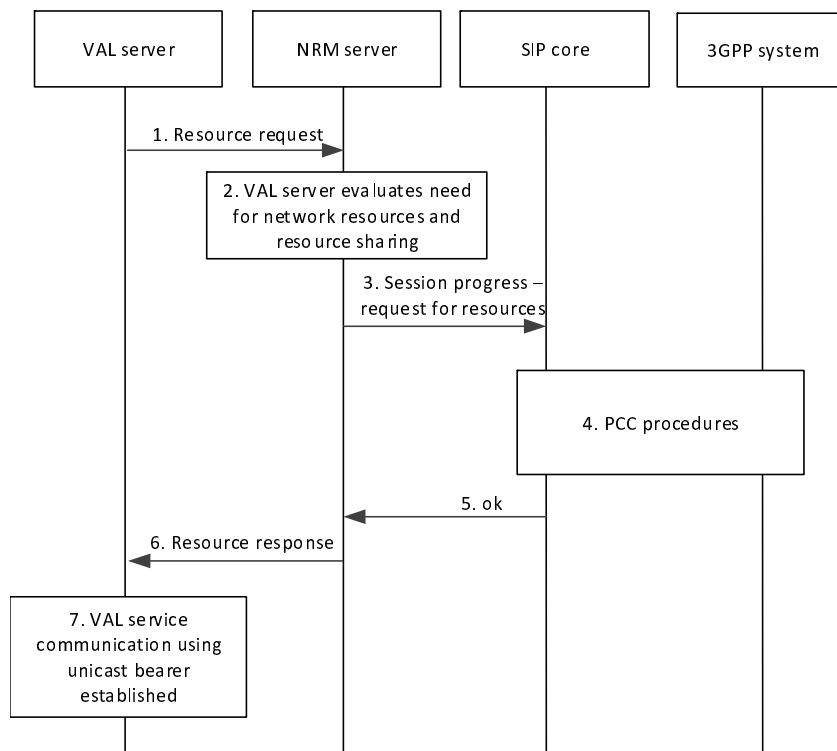 VAL server
NRM server
SIP core
3GPP system
1. Resource request
2. VAL server evaluates need
for network resources and
resource sharing
3. Session progress –
request for resources
4. PCC procedures
5. ok
6. Resource response
7. VAL service
communication using
unicast bearer
established